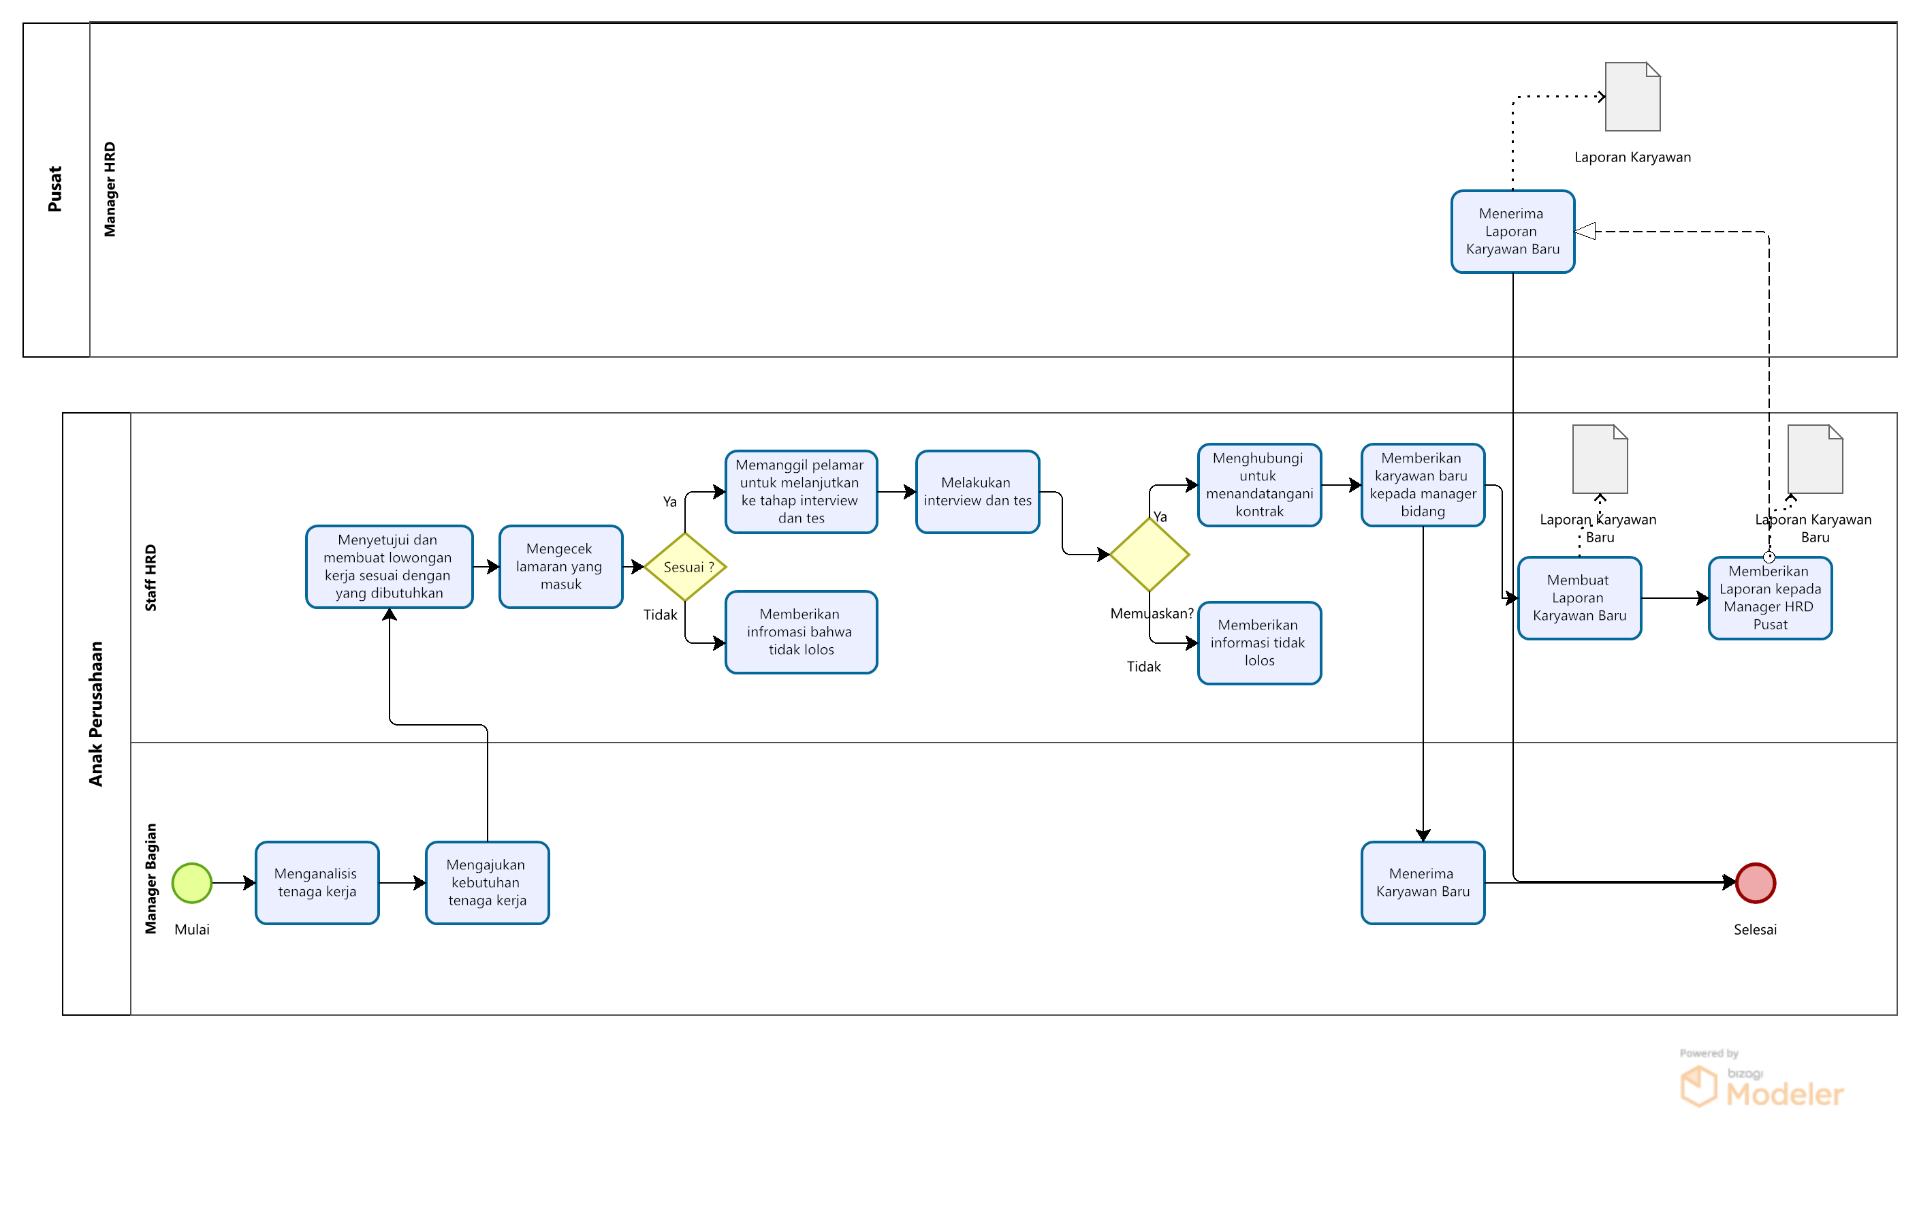 Pusat
Manager HRD
Laporan Karyawan
Menerima
Laporan
Karyawan Baru
Anak Perusahaan
Staff HRD
Menyetujui dan
membuat lowongan
kerja sesuai dengan
yang dibutuhkan
Mengecek
lamaran yang
masuk
Sesuai ?
Ya
Tidak
Memanggil pelamar
untuk melanjutkan
ke tahap interview
dan tes
Memberikan
infromasi bahwa
tidak lolos
Melakukan
interview dan tes
Ya
Memuaskan?
Tidak
Menghubungi
untuk
menandatangani
kontrak
Memberikan
informasi tidak
lolos
Memberikan
karyawan baru
kepada manager
bidang
Laporan Karyawan
Baru
Membuat
Laporan
Karyawan Baru
Laporan Karyawan
Baru
Memberikan
Laporan kepada
Manager HRD
Pusat
Manager Bagian
Mulai
Menganalisis
tenaga kerja
Mengajukan
kebutuhan
tenaga kerja
Menerima
Karyawan Baru
Selesai
Powered by
bizagi
Modeler